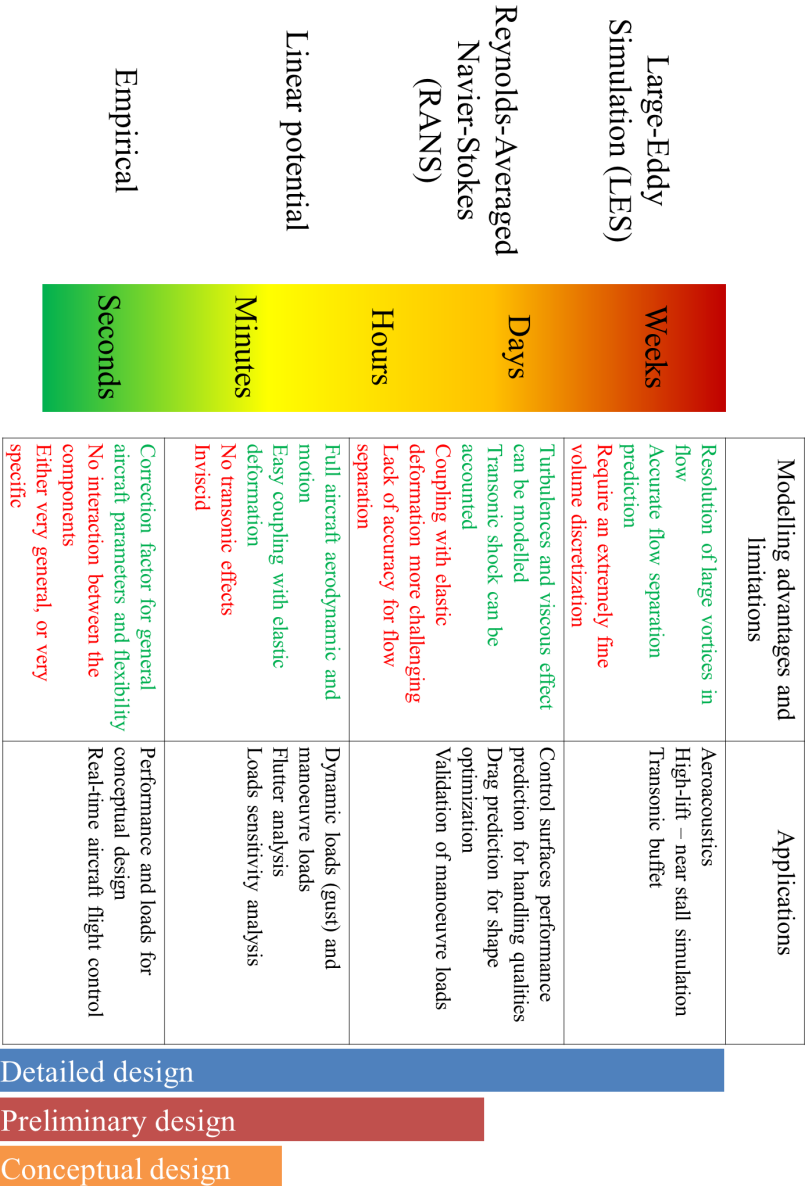 Large-Eddy
Simulation (LES)
Reynolds-Averaged
Navier-Stokes
(RANS)
Linear potential
Empirical
Weeks
Days
Hours
Minutes
Seconds
Modelling advantages and
limitations
Applications
Resolution of large vortices in
flow
Accurate flow separation
prediction
Require an extremely fine
volume discretization
Aeroacoustics
High-lift – near stall simulation
Transonic buffet
Turbulences and viscous effect
can be modelled
Transonic shock can be
accounted
Coupling with elastic
deformation more challenging
Lack of accuracy for flow
separation
Control surfaces performance
prediction for handling qualities
Drag prediction for shape
optimization
Validation of manoeuvre loads
Full aircraft aerodynamic and
motion
Easy coupling with elastic
deformation
No transonic effects
Inviscid
Dynamic loads (gust) and
manoeuvre loads
Flutter analysis
Loads sensitivity analysis
Correction factor for general
aircraft parameters and flexibility
No interaction between the
components
Either very general, or very
specific
Performance and loads for
conceptual design
Real-time aircraft flight control
Detailed design
Preliminary design
Conceptual design